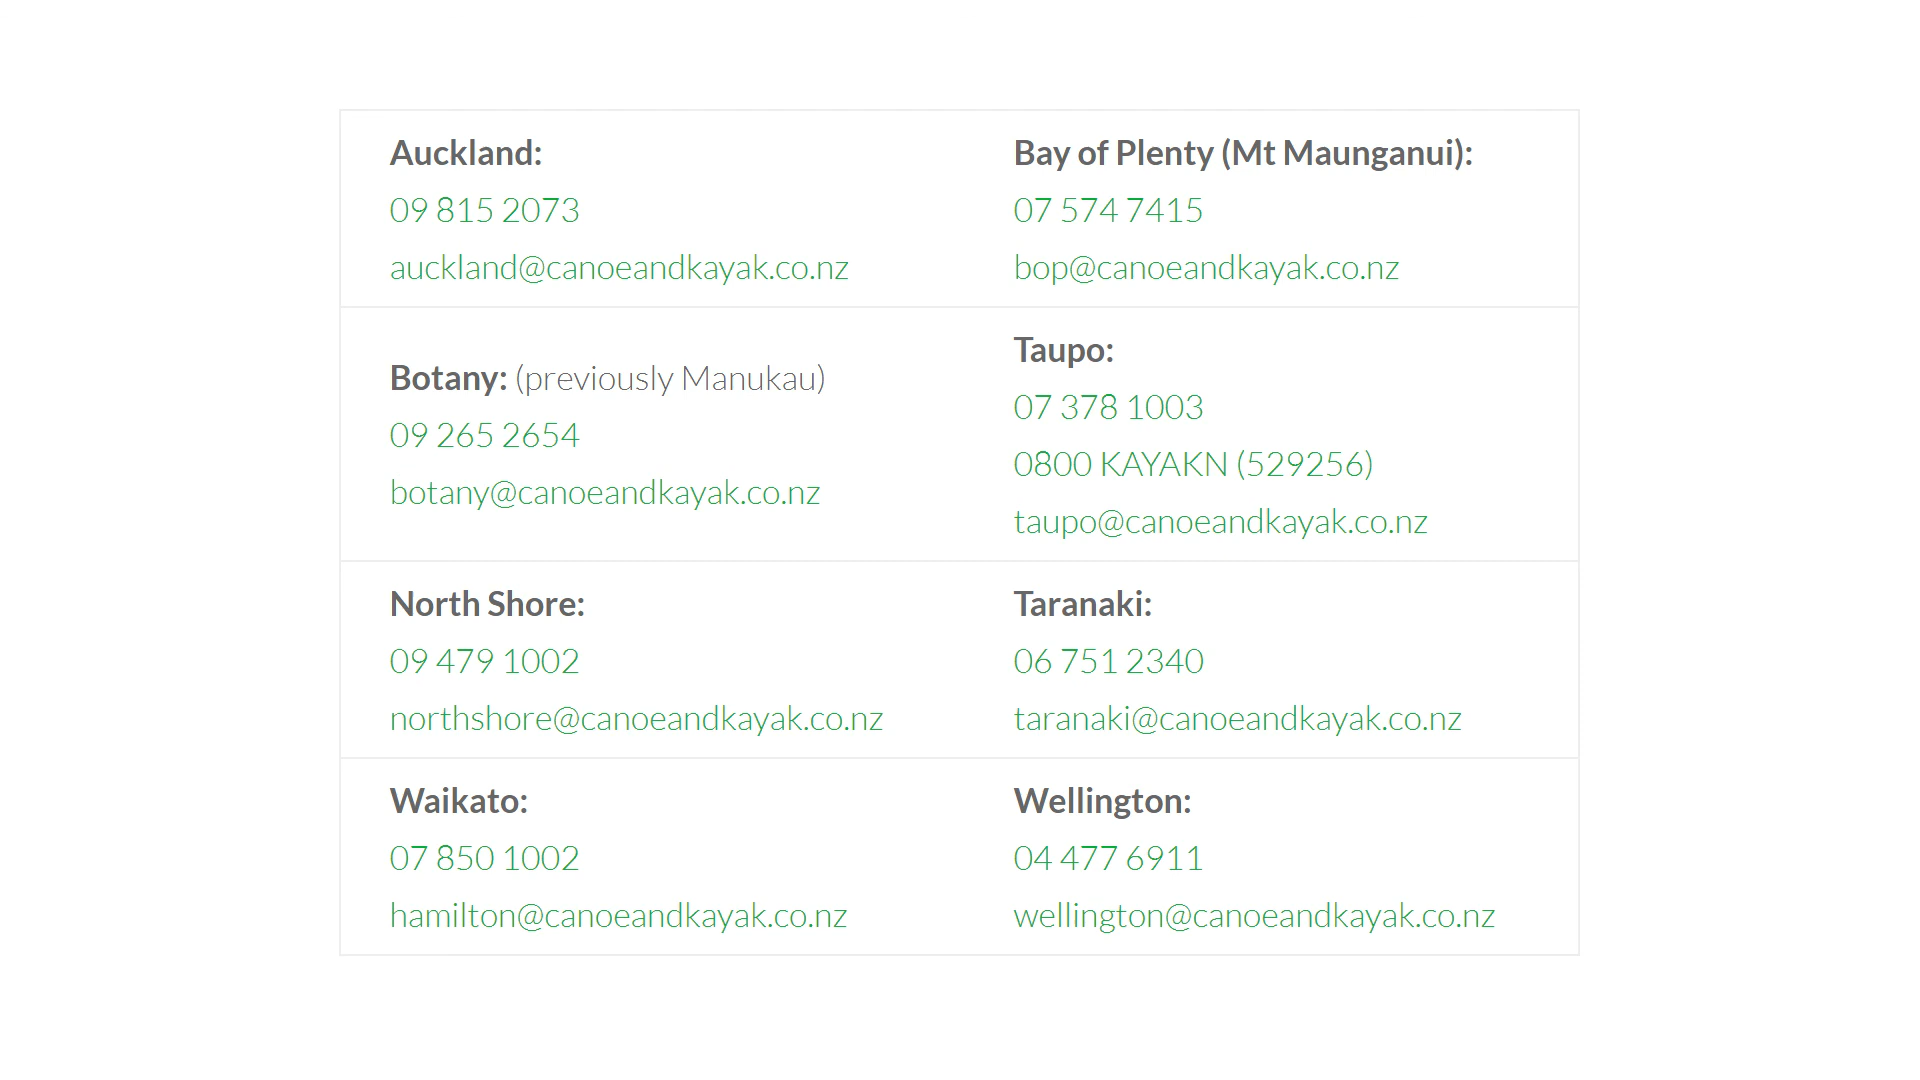 Auckland:
09 815 2073
auckland@canoeandkayak.co.nz
Bay of Plenty (Mt Maunganui):
07 574 7415
bop@canoeandkayak.co.nz
Botany: (previously Manukau)
09 265 2654
botany@canoeandkayak.co.nz
Taupo:
07 378 1003
0800 KAYAKN (529256)
taupo@canoeandkayak.co.nz
North Shore:
09 479 1002
northshore@canoeandkayak.co.nz
Taranaki:
06 751 2340
taranaki@canoeandkayak.co.nz
Waikato:
07 850 1002
hamilton@canoeandkayak.co.nz
Wellington:
04 477 6911
wellington@canoeandkayak.co.nz